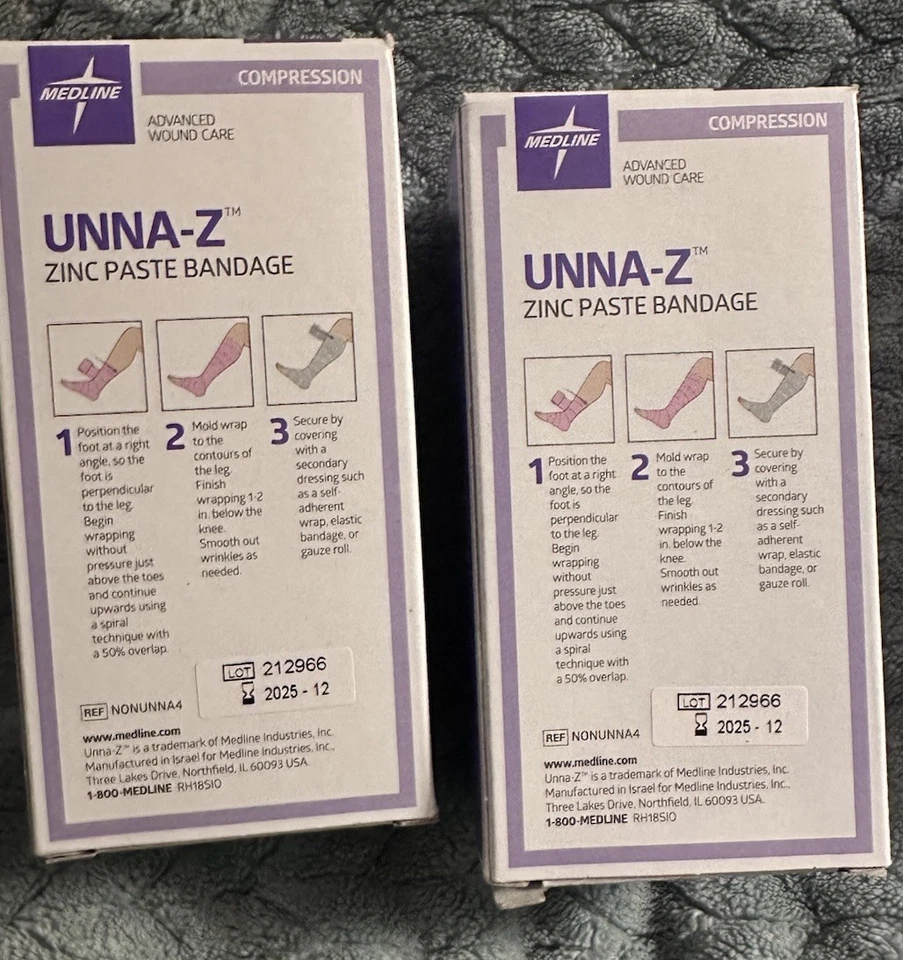 MEDLINE
COMPRESSION
ADVANCED
WOUND CARE
UNNA-Z™
ZINC PASTE BANDAGE
1 Position the
foot at a right
angle, so the
foot is
perpendicular
to the leg.
Begin
wrapping
without
pressure just
above the toes
and continue
upwards using
a spiral
technique with
a 50% overlap.
2 Mold wrap
to the
contours of
the leg.
Finish
wrapping 1-2
in. below the
knee.
Smooth out
wrinkles as
needed.
3 Secure by
covering
with a
secondary
dressing such
as a self-
adherent
wrap, elastic
bandage, or
gauze roll.
LOT 212966
2025 - 12
REF NONUNNA4
www.medline.com
Unna-Z™ is a trademark of Medline Industries, Inc.
Manufactured in Israel for Medline Industries, Inc.,
Three Lakes Drive, Northfield, IL 60093 USA.
1-800-MEDLINE RH18SIO
MEDLINE
COMPRESSION
ADVANCED
WOUND CARE
UNNA-Z™
ZINC PASTE BANDAGE
1 Position the
foot at a right
angle, so the
foot is
perpendicular
to the leg.
Begin
wrapping
without
pressure just
above the toes
and continue
upwards using
a spiral
technique with
a 50% overlap.
2 Mold wrap
to the
contours of
the leg.
Finish
wrapping 1-2
in. below the
knee.
Smooth out
wrinkles as
needed.
3 Secure by
covering
with a
secondary
dressing such
as a self-
adherent
wrap, elastic
bandage, or
gauze roll.
LOT 212966
2025 - 12
REF NONUNNA4
www.medline.com
Unna-Z™ is a trademark of Medline Industries, Inc.
Manufactured in Israel for Medline Industries, Inc.,
Three Lakes Drive, Northfield, IL 60093 USA.
1-800-MEDLINE RH18SIO